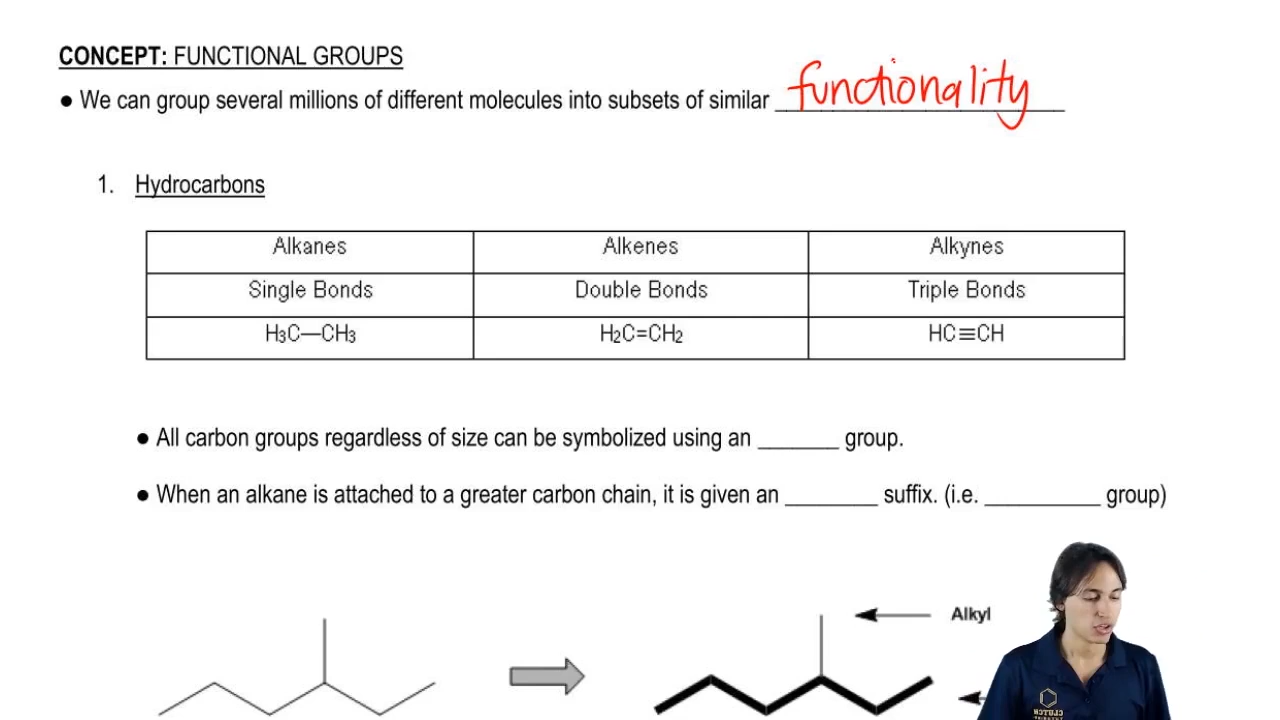 CONCEPT: FUNCTIONAL GROUPS
● We can group several millions of different molecules into subsets of similar functionality
1. Hydrocarbons
Alkanes Alkenes Alkynes
Single Bonds Double Bonds Triple Bonds
H₃C—CH₃ H₂C=CH₂ HC≡CH
● All carbon groups regardless of size can be symbolized using an _______ group.
● When an alkane is attached to a greater carbon chain, it is given an ________ suffix. (i.e. __________ group)
Alkyl